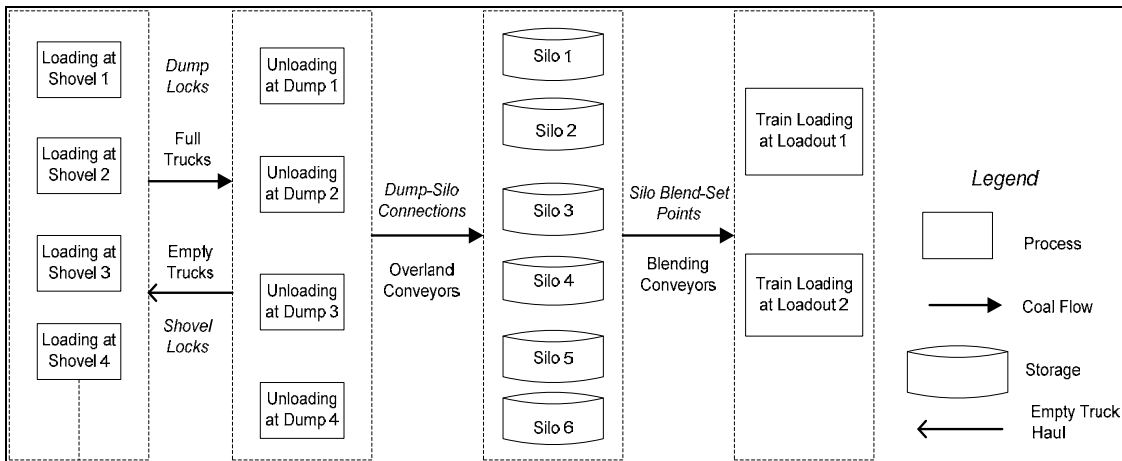 Loading at
Shovel 1
Loading at
Shovel 2
Loading at
Shovel 3
Loading at
Shovel 4
Dump
Locks
Full
Trucks
Empty
Trucks
Shovel
Locks
Unloading
at Dump 1
Unloading
at Dump 2
Unloading
at Dump 3
Unloading
at Dump 4
Dump-Silo
Connections
Overland
Conveyors
Silo 1
Silo 2
Silo 3
Silo 4
Silo 5
Silo 6
Silo Blend-Set
Points
Blending
Conveyors
Train Loading
at Loadout 1
Train Loading
at Loadout 2
Legend
Process
Coal Flow
Storage
Empty Truck
Haul